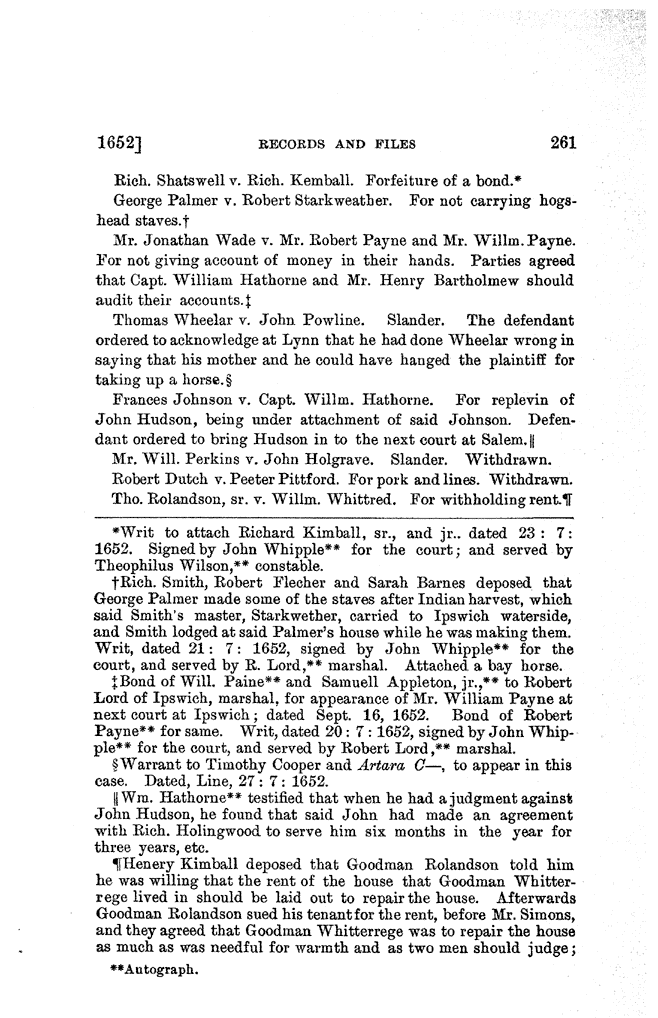 1652] RECORDS AND FILES 261
Rich. Shatswell v. Rich. Kemball. Forfeiture of a bond.*
George Palmer v. Robert Starkweather. For not carrying hogs-
head staves.†
Mr. Jonathan Wade v. Mr. Robert Payne and Mr. Willm. Payne.
For not giving account of money in their hands. Parties agreed
that Capt. William Hathorne and Mr. Henry Bartholmew should
audit their accounts.‡
Thomas Wheelar v. John Powline. Slander. The defendant
ordered to acknowledge at Lynn that he had done Wheelar wrong in
saying that his mother and he could have hanged the plaintiff for
taking up a horse.§
Frances Johnson v. Capt. Willm. Hathorne. For replevin of
John Hudson, being under attachment of said Johnson. Defen-
dant ordered to bring Hudson in to the next court at Salem.‖
Mr. Will. Perkins v. John Holgrave. Slander. Withdrawn.
Robert Dutch v. Peeter Pittford. For pork and lines. Withdrawn.
Tho. Rolandson, sr. v. Willm. Whittred. For withholding rent.¶
*Writ to attach Richard Kimball, sr., and jr.. dated 23 : 7 :
1652. Signed by John Whipple** for the court; and served by
Theophilus Wilson,** constable.
†Rich. Smith, Robert Flecher and Sarah Barnes deposed that
George Palmer made some of the staves after Indian harvest, which
said Smith's master, Starkwether, carried to Ipswich waterside,
and Smith lodged at said Palmer's house while he was making them.
Writ, dated 21 : 7 : 1652, signed by John Whipple** for the
court, and served by R. Lord,** marshal. Attached a bay horse.
‡Bond of Will. Paine** and Samuell Appleton, jr.,** to Robert
Lord of Ipswich, marshal, for appearance of Mr. William Payne at
next court at Ipswich; dated Sept. 16, 1652. Bond of Robert
Payne** for same. Writ, dated 20 : 7 : 1652, signed by John Whip-
ple** for the court, and served by Robert Lord,** marshal.
§Warrant to Timothy Cooper and Artara C—, to appear in this
case. Dated, Line, 27 : 7 : 1652.
‖Wm. Hathorne** testified that when he had a judgment against
John Hudson, he found that said John had made an agreement
with Rich. Holingwood to serve him six months in the year for
three years, etc.
¶Henery Kimball deposed that Goodman Rolandson told him
he was willing that the rent of the house that Goodman Whitter-
rege lived in should be laid out to repair the house. Afterwards
Goodman Rolandson sued his tenant for the rent, before Mr. Simons,
and they agreed that Goodman Whitterrege was to repair the house
as much as was needful for warmth and as two men should judge;
**Autograph.